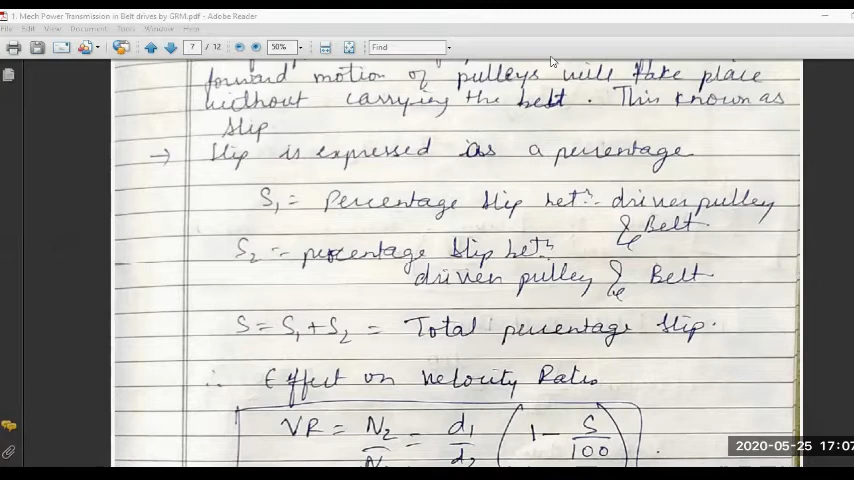 1. Mech Power Transmission in Belt drives by GRM.pdf - Adobe Reader
File Edit View Document Tools Window Help
7 / 12 50% Find
forward motion of pulleys will take place
without carrying the belt. This known as
slip
→ slip is expressed as a percentage
S₁ = Percentage slip betⁿ. driver pulley
& Belt
S₂ = percentage slip betⁿ
driven pulley & Belt
S = S₁ + S₂ = Total percentage slip.
∴ Effect on Velocity Ratio
VR = N₂/N₁ = d₁/d₂ (1 - S/100)
2020-05-25 17:07